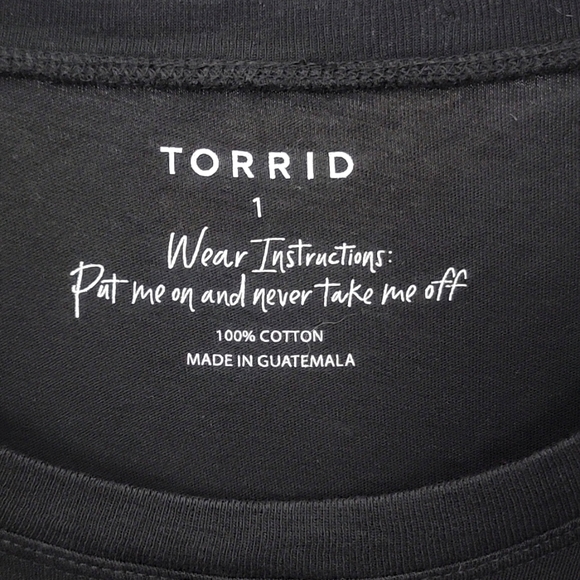 TORRID
1
Wear Instructions:
Put me on and never take me off
100% COTTON
MADE IN GUATEMALA